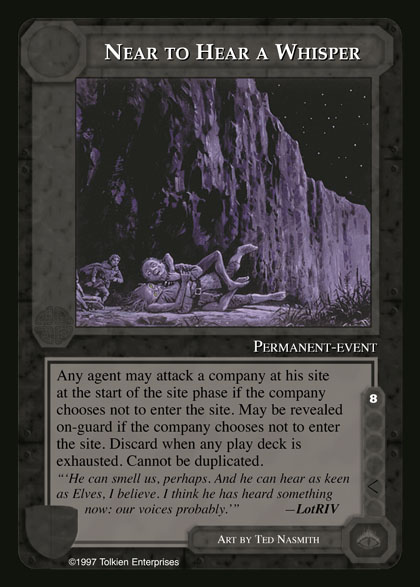 NEAR TO HEAR A WHISPER
PERMANENT-EVENT
Any agent may attack a company at his site
at the start of the site phase if the company
chooses not to enter the site. May be revealed
on-guard if the company chooses not to enter
the site. Discard when any play deck is
exhausted. Cannot be duplicated.
8
“‘He can smell us, perhaps. And he can hear as keen
as Elves, I believe. I think he has heard something
now: our voices probably.’” –LotRIV
ART BY TED NASMITH
©1997 Tolkien Enterprises